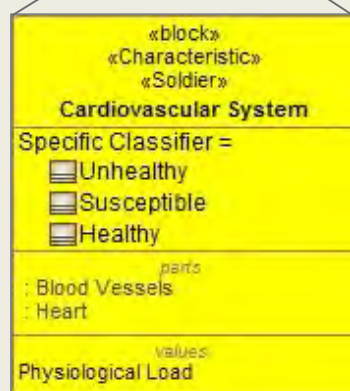 «block»
«Characteristic»
«Soldier»
Cardiovascular System
Specific Classifier =
Unhealthy
Susceptible
Healthy
parts
: Blood Vessels
: Heart
values
Physiological Load